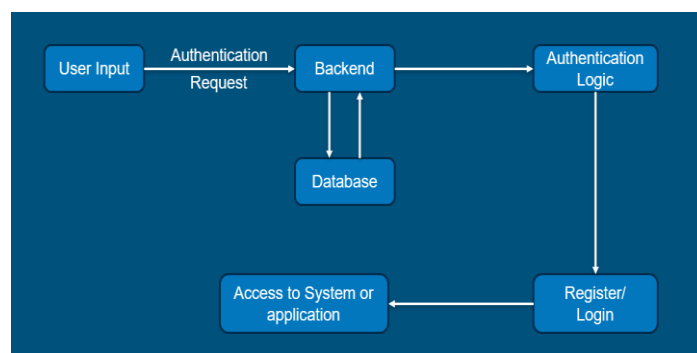 User Input
Authentication
Request
Backend
Authentication
Logic
Database
Access to System or
application
Register/
Login